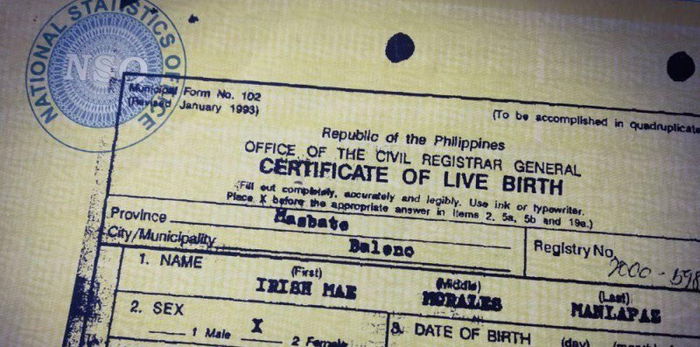 NATIONAL STATISTICS OFFICE
NSO
Municipal Form No. 102
(Revised January 1993)
(To be accomplished in quadruplicate
Republic of the Philippines
OFFICE OF THE CIVIL REGISTRAR GENERAL
CERTIFICATE OF LIVE BIRTH
(Fill out completely, accurately and legibly. Use ink or typewriter.
Place X before the appropriate answer in Items 2, 5a, 5b and 19a.)
Province Masbate
City/Municipality Baleno
Registry No. 2000-598
1. NAME (First) (Middle) (Last)
IRISH MAE MORALES MANLAPAZ
2. SEX
1 Male X 2 Female
3. DATE OF BIRTH (day)